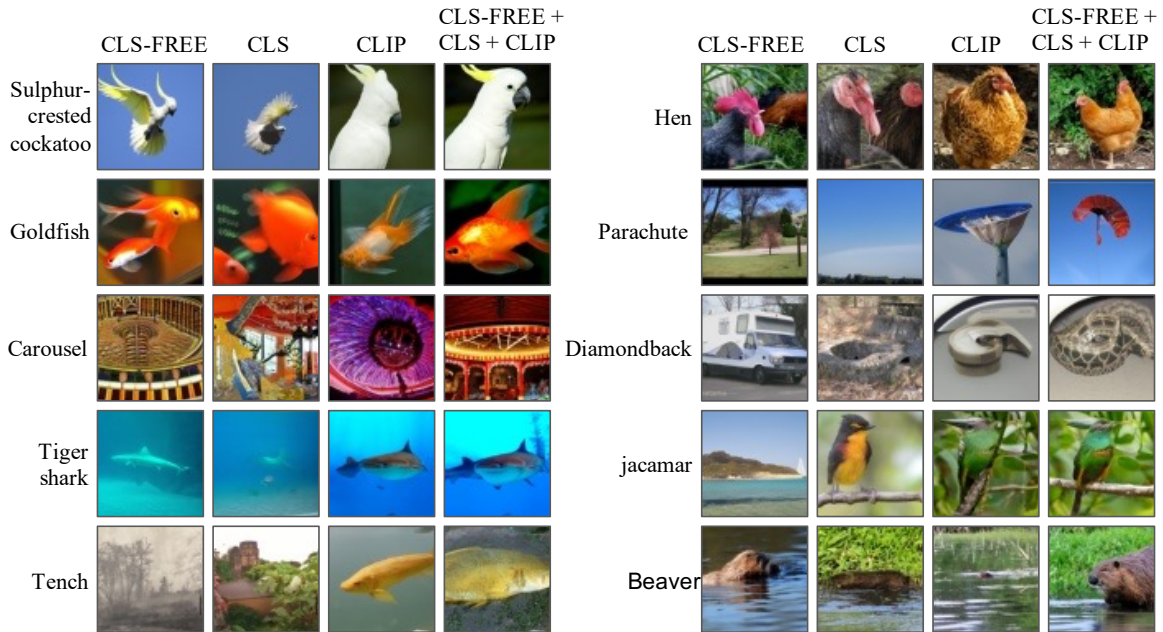 CLS-FREE
CLS
CLIP
CLS-FREE +
CLS + CLIP
Sulphur-
crested
cockatoo
Goldfish
Carousel
Tiger
shark
Tench
CLS-FREE
CLS
CLIP
CLS-FREE +
CLS + CLIP
Hen
Parachute
Diamondback
jacamar
Beaver